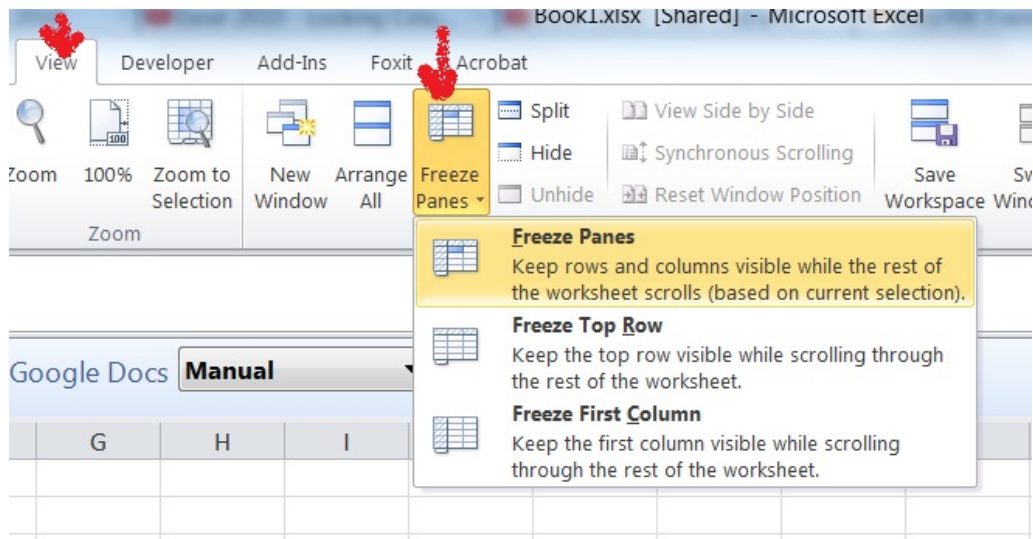 Book1.xlsx [Shared] - Microsoft Excel
View Developer Add-Ins Foxit Acrobat
Zoom 100% Zoom to Selection New Window Arrange All Freeze Panes
Split
Hide
Unhide
View Side by Side
Synchronous Scrolling
Reset Window Position
Save Workspace
Zoom
Freeze Panes
Keep rows and columns visible while the rest of
the worksheet scrolls (based on current selection).
Freeze Top Row
Keep the top row visible while scrolling through
the rest of the worksheet.
Freeze First Column
Keep the first column visible while scrolling
through the rest of the worksheet.
Google Docs Manual
G H I